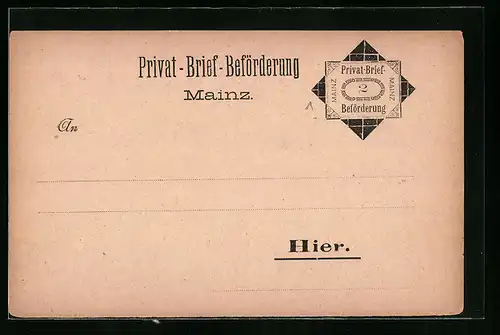 Privat-Brief-Beförderung
Mainz.
Privat-Brief-
MAINZ
2
MAINZ
Beförderung
An
Hier.